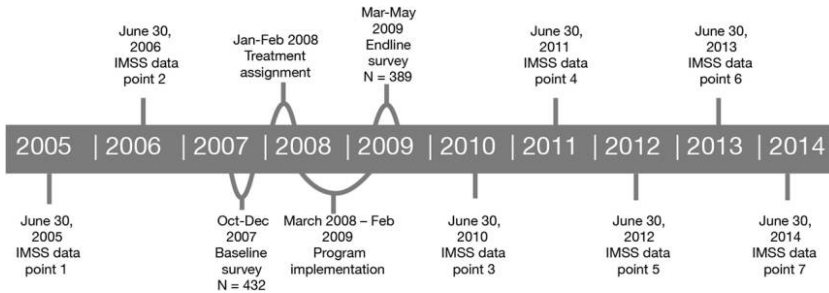 June 30,
2006
IMSS data
point 2
Jan-Feb 2008
Treatment
assignment
Mar-May
2009
Endline
survey
N = 389
June 30,
2011
IMSS data
point 4
June 30,
2013
IMSS data
point 6
2005 | 2006 | 2007 | 2008 | 2009 | 2010 | 2011 | 2012 | 2013 | 2014
June 30,
2005
IMSS data
point 1
Oct-Dec
2007
Baseline
survey
N = 432
March 2008 – Feb
2009
Program
implementation
June 30,
2010
IMSS data
point 3
June 30,
2012
IMSS data
point 5
June 30,
2014
IMSS data
point 7